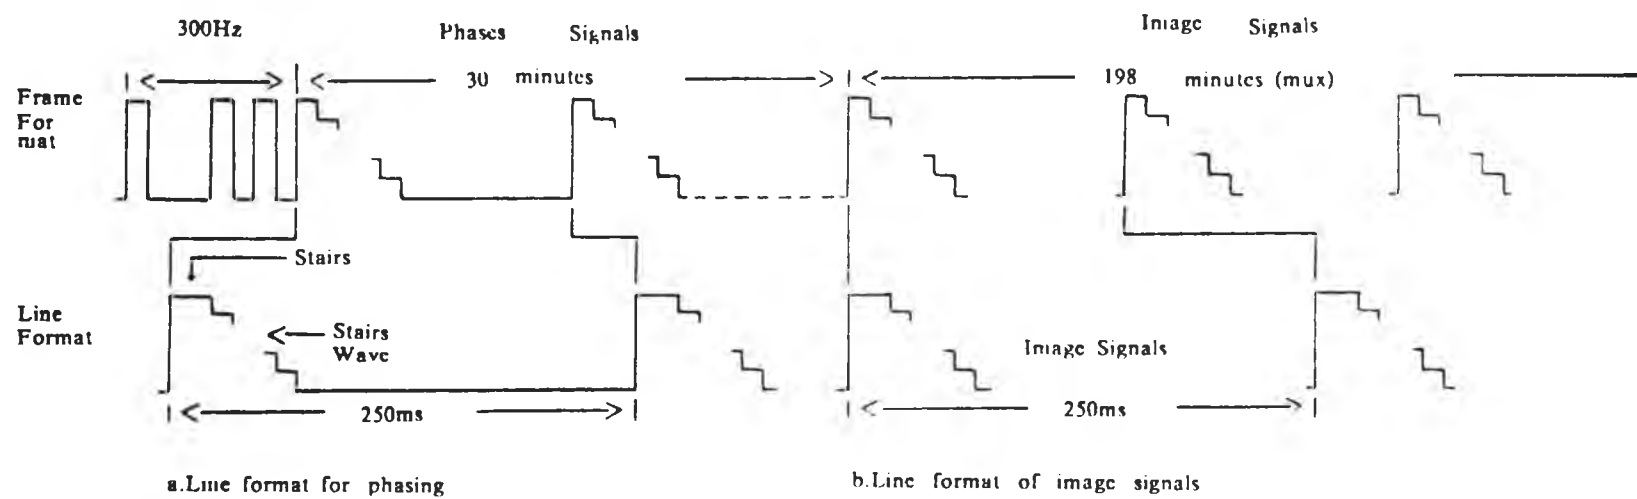 300Hz
Phases Signals
Image Signals
30 minutes
198 minutes (mux)
Frame
For
mat
Stairs
Line
Format
Stairs
Wave
Image Signals
250ms
250ms
a.Line format for phasing
b.Line format of image signals